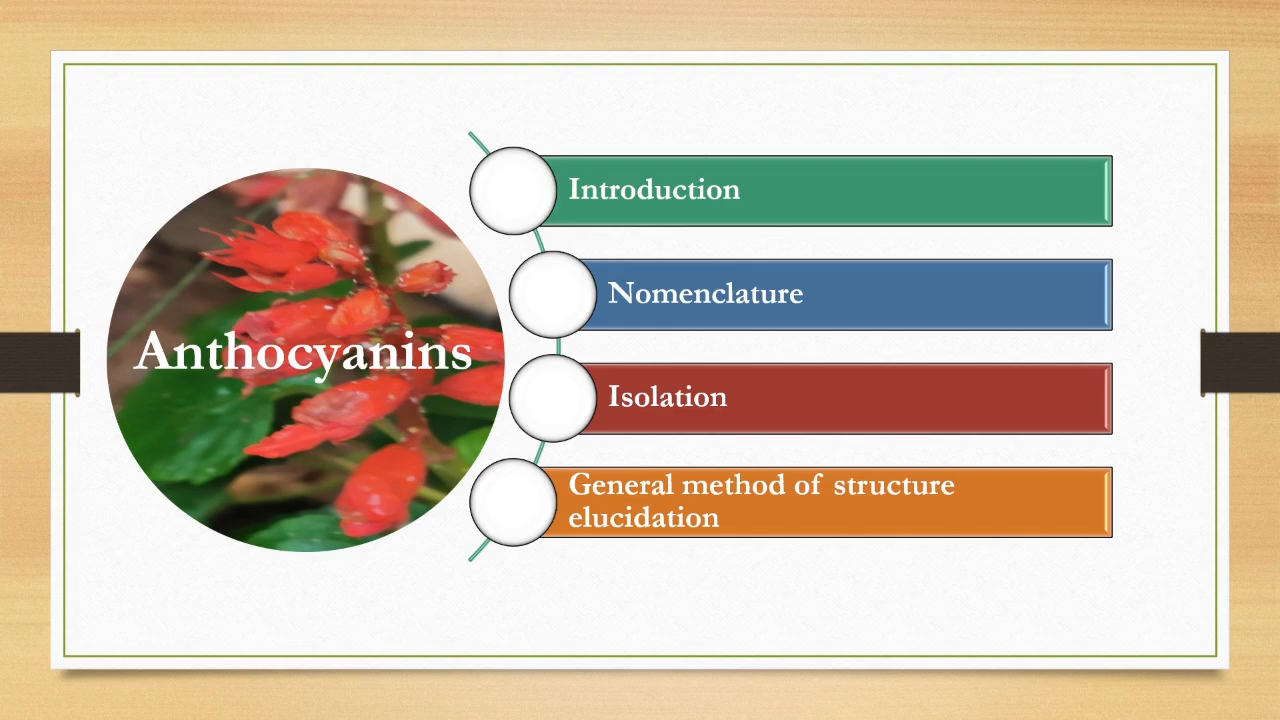 Anthocyanins
Introduction
Nomenclature
Isolation
General method of structure
elucidation